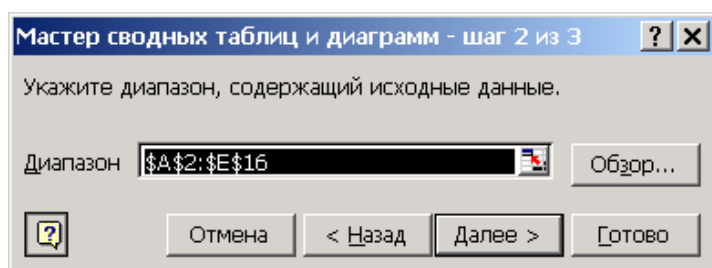 Мастер сводных таблиц и диаграмм - шаг 2 из 3 ? ×
Укажите диапазон, содержащий исходные данные.
Диапазон $A$2:$E$16 Обзор...
? Отмена < Назад Далее > Готово